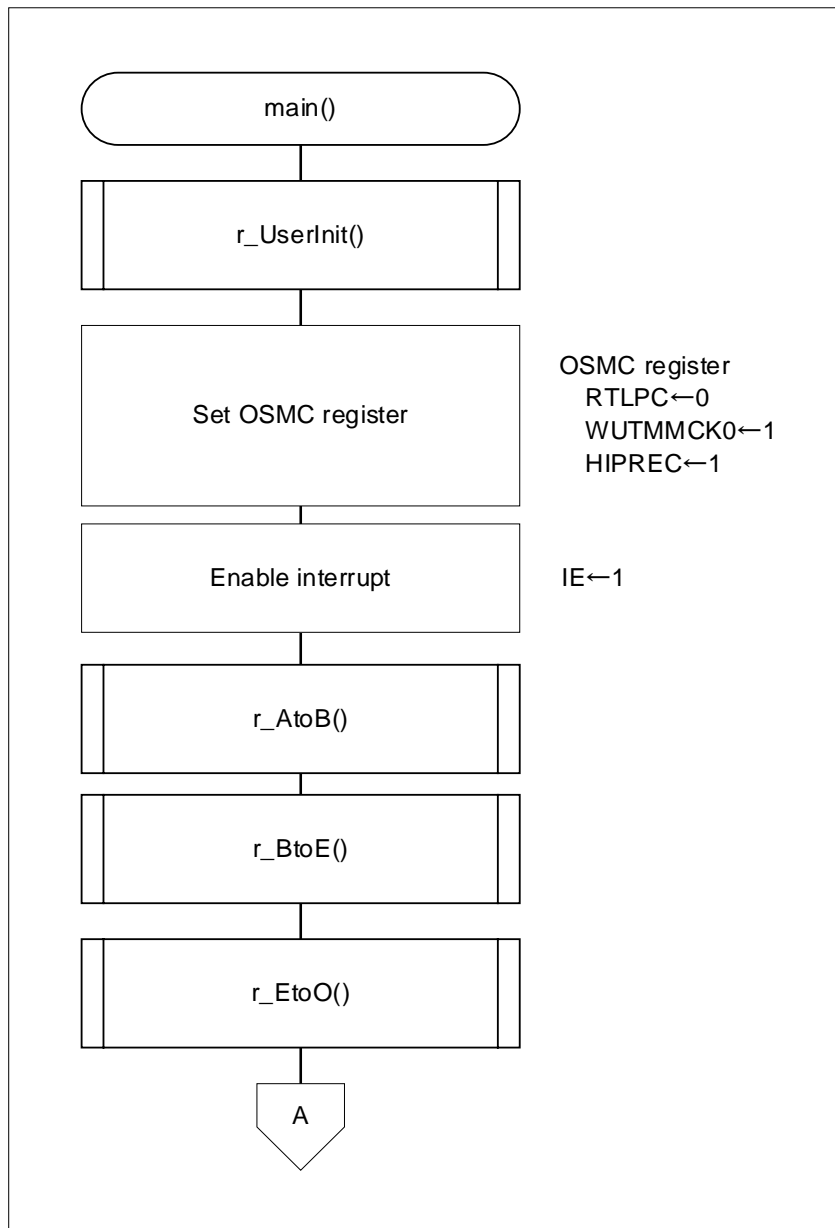 main()
r_UserInit()
Set OSMC register
OSMC register
RTLPC←0
WUTMMCK0←1
HIPREC←1
Enable interrupt
IE←1
r_AtoB()
r_BtoE()
r_EtoO()
A